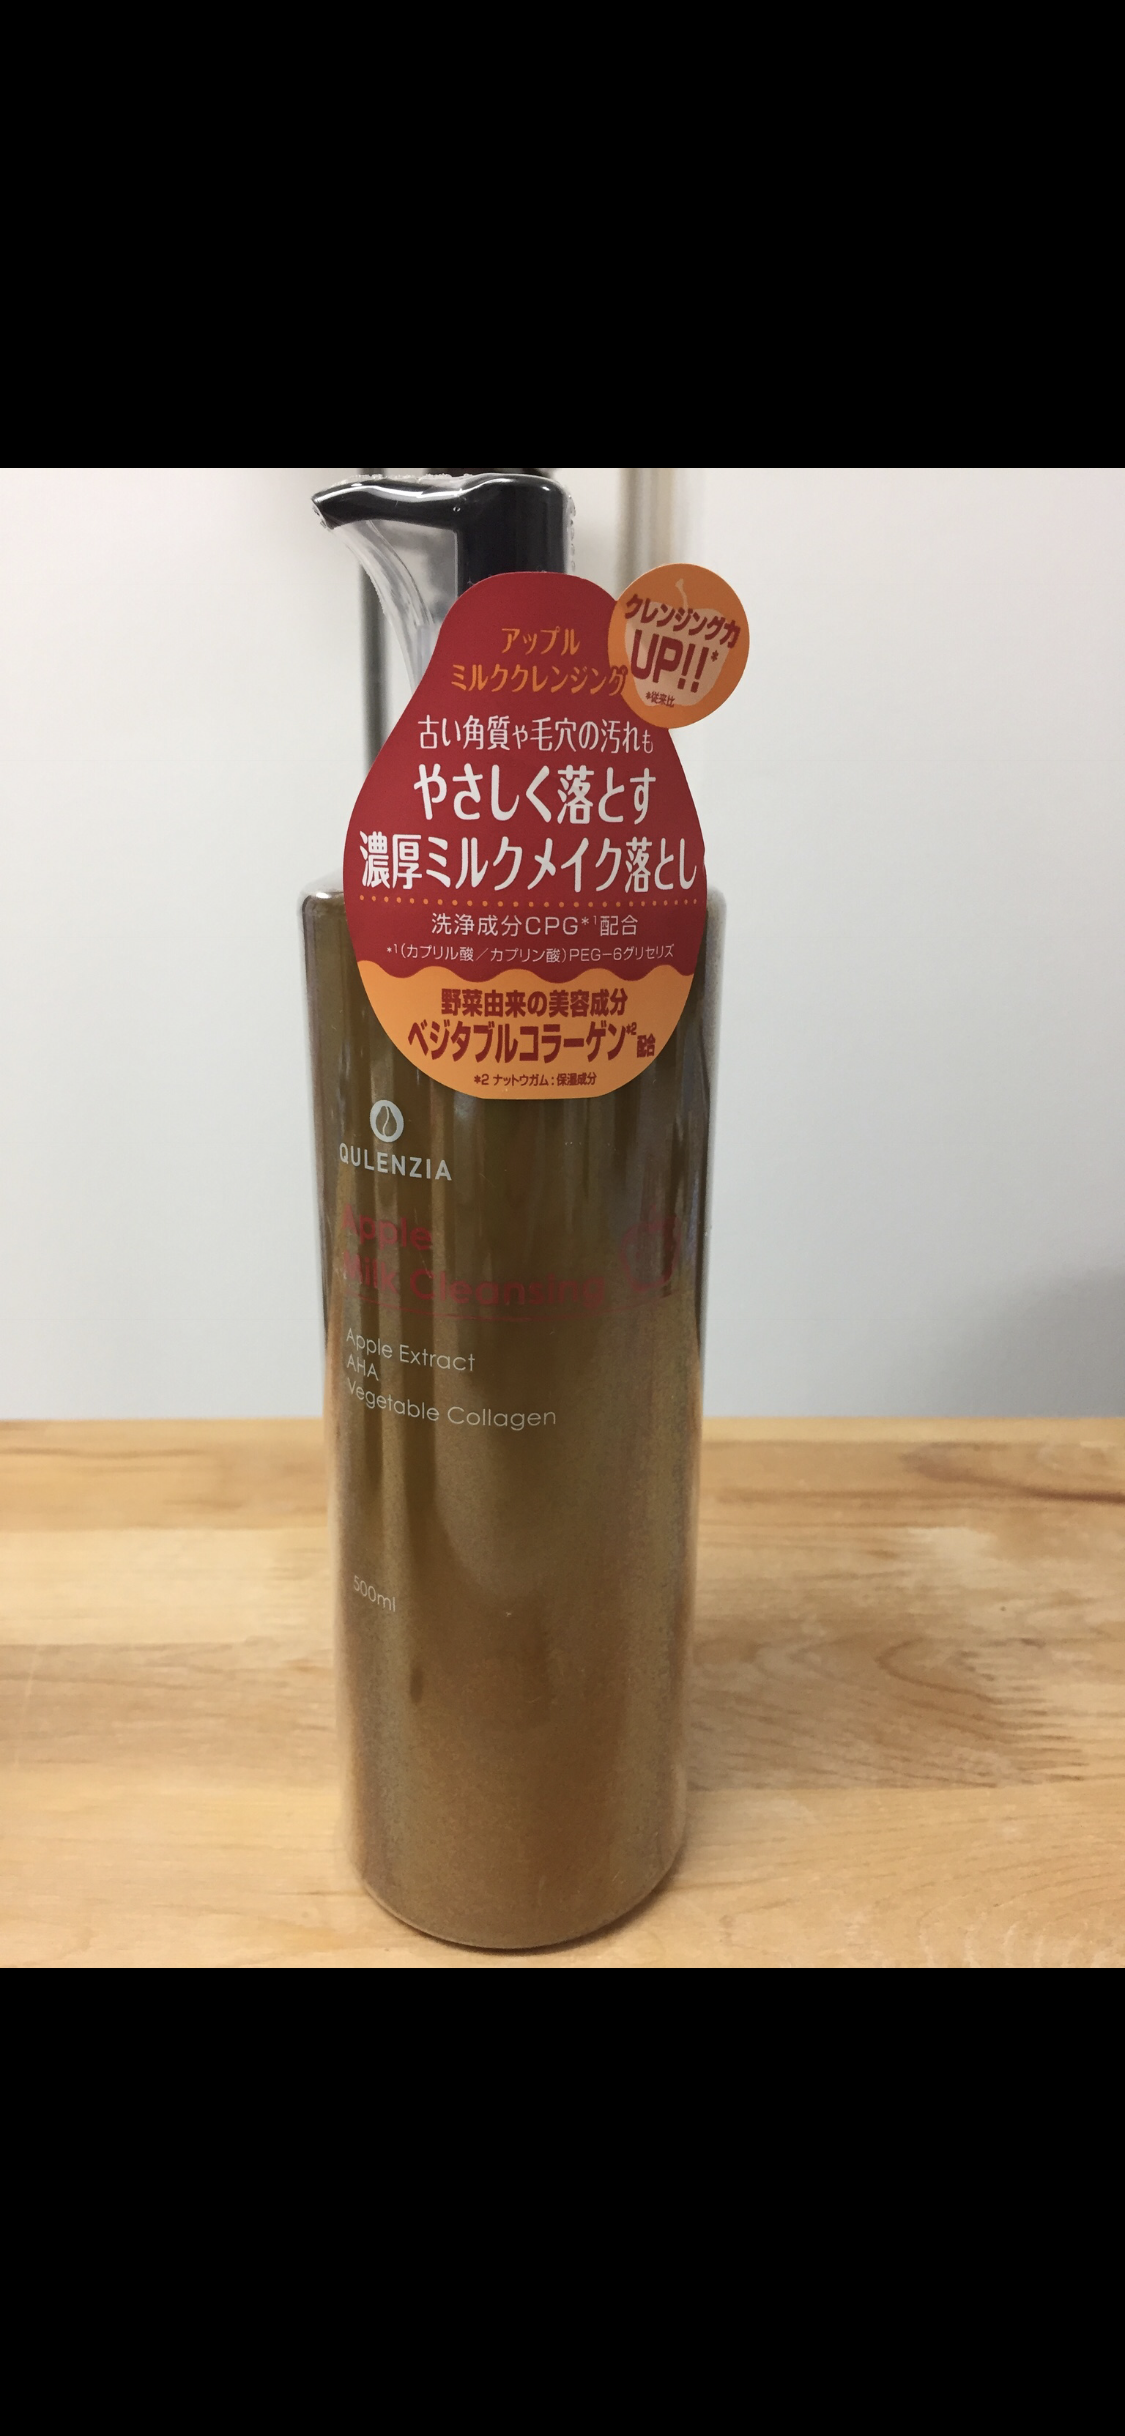 アップル
ミルククレンジング
クレンジング力
UP!!*
*従来比
古い角質や毛穴の汚れも
やさしく落とす
濃厚ミルクメイク落とし
洗浄成分CPG*1配合
*1(カプリル酸/カプリン酸)PEG-6グリセリズ
野菜由来の美容成分
ベジタブルコラーゲン*2配合
*2 ナットウガム:保湿成分
QULENZIA
Apple
Milk Cleansing
Apple Extract
AHA
Vegetable Collagen
500ml